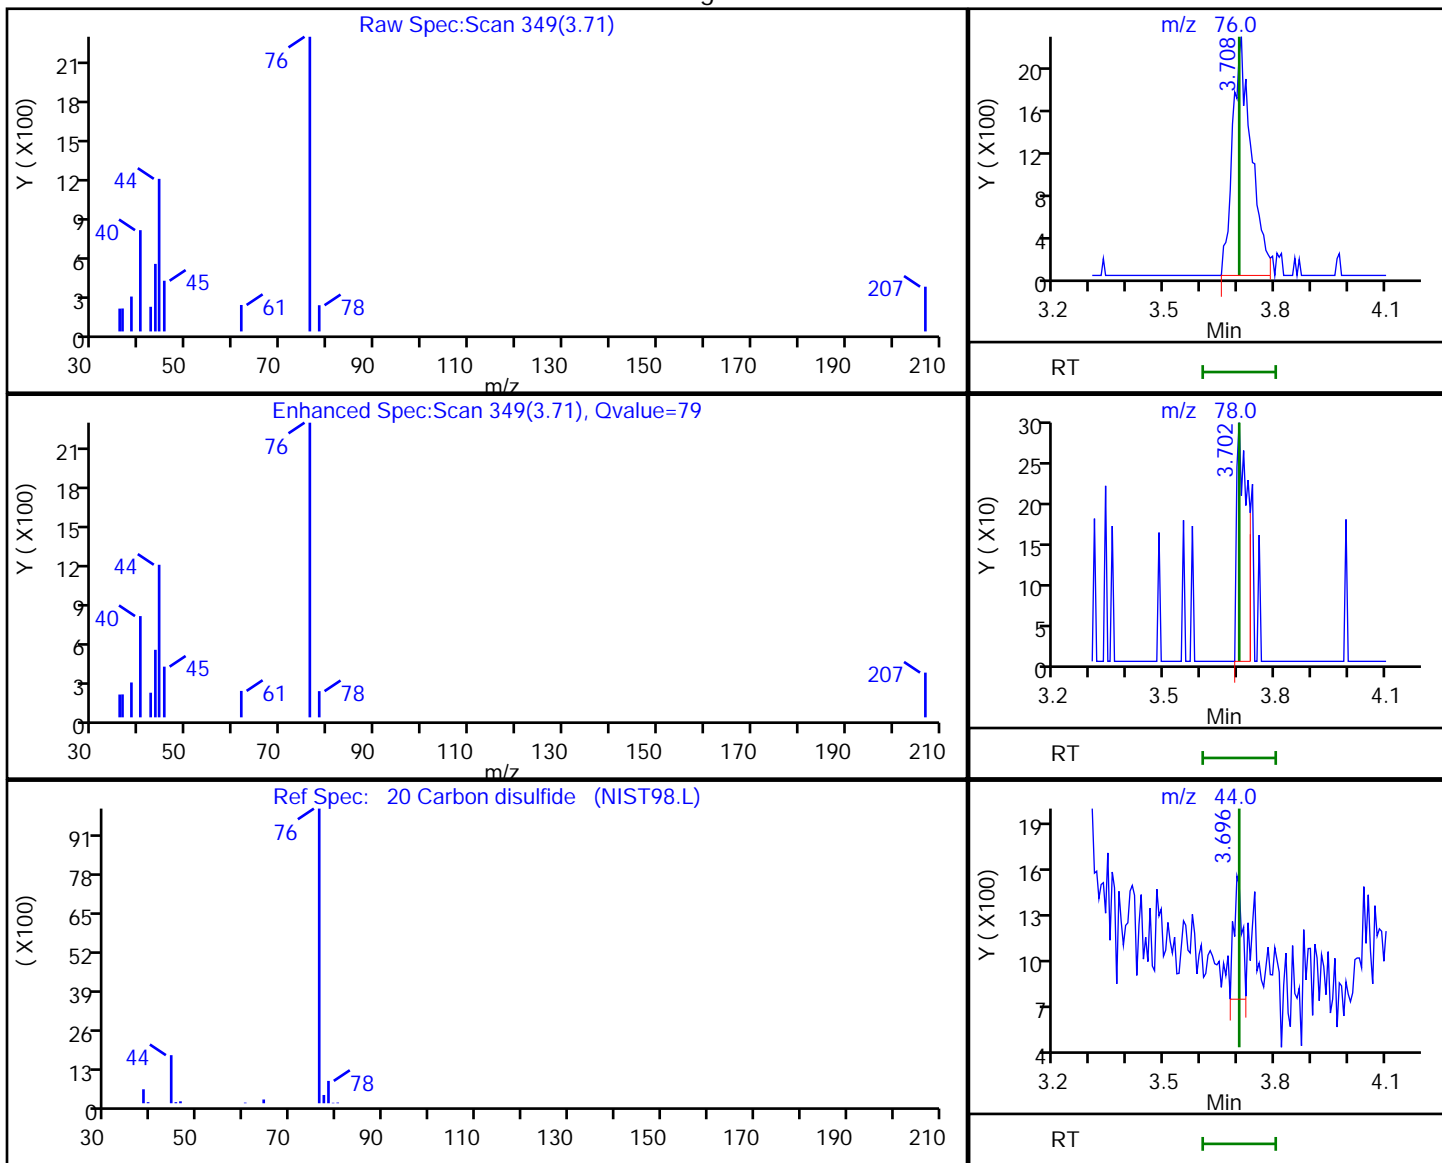 Raw Spec:Scan 349(3.71)
Y ( X100)
21
18
15
12
9
6
3
0
76
44
40
45
61
78
207
30 50 70 90 110 130 150 170 190 210
m/z
m/z 76.0
Y ( X100)
20
16
12
8
4
0
3.708
3.2 3.5 3.8 4.1
Min
RT
Enhanced Spec:Scan 349(3.71), Qvalue=79
Y ( X100)
21
18
15
12
9
6
3
0
76
44
40
45
61
78
207
30 50 70 90 110 130 150 170 190 210
m/z
m/z 78.0
Y ( X10)
30
25
20
15
10
5
0
3.702
3.2 3.5 3.8 4.1
Min
RT
Ref Spec: 20 Carbon disulfide (NIST98.L)
( X100)
91
78
65
52
39
26
13
0
76
44
78
30 50 70 90 110 130 150 170 190 210
m/z 44.0
Y ( X100)
19
16
13
10
7
4
3.696
3.2 3.5 3.8 4.1
Min
RT